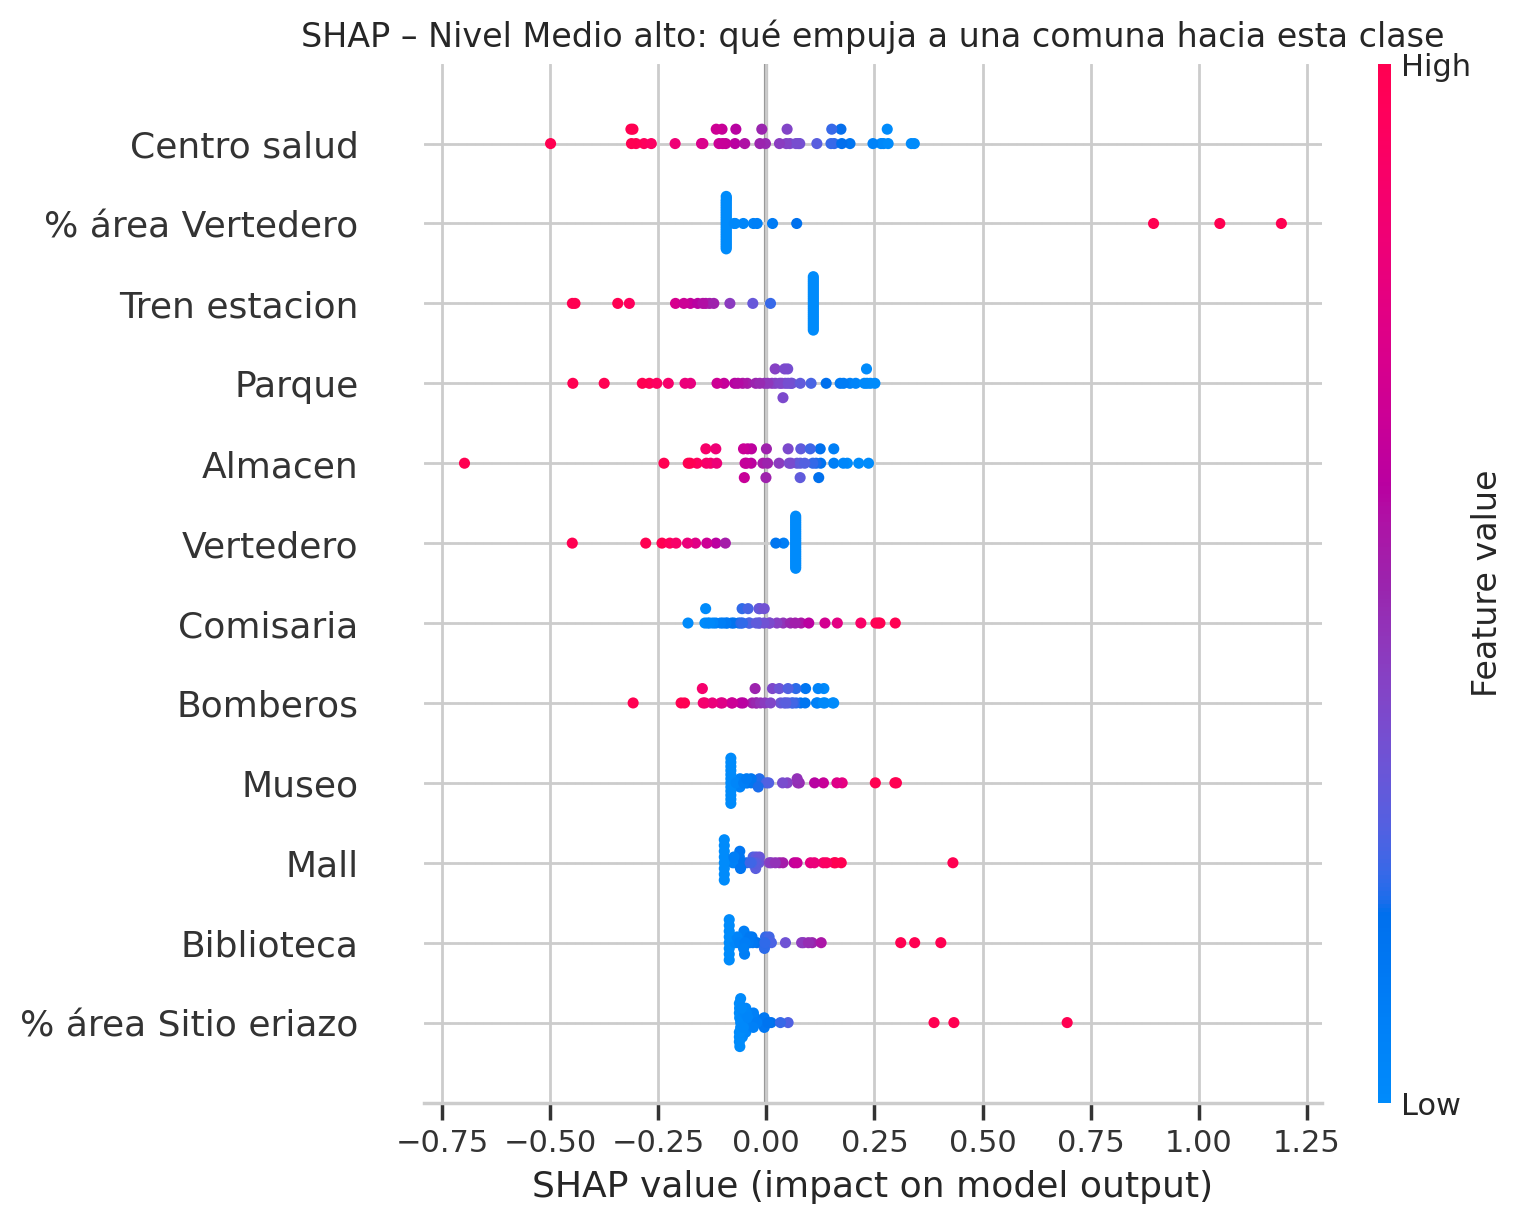 SHAP – Nivel Medio alto: qué empuja a una comuna hacia esta clase
High
Centro salud
% área Vertedero
Tren estacion
Parque
Almacen
Vertedero
Comisaria
Bomberos
Museo
Mall
Biblioteca
% área Sitio eriazo
Feature value
Low
−0.75 −0.50 −0.25 0.00 0.25 0.50 0.75 1.00 1.25
SHAP value (impact on model output)